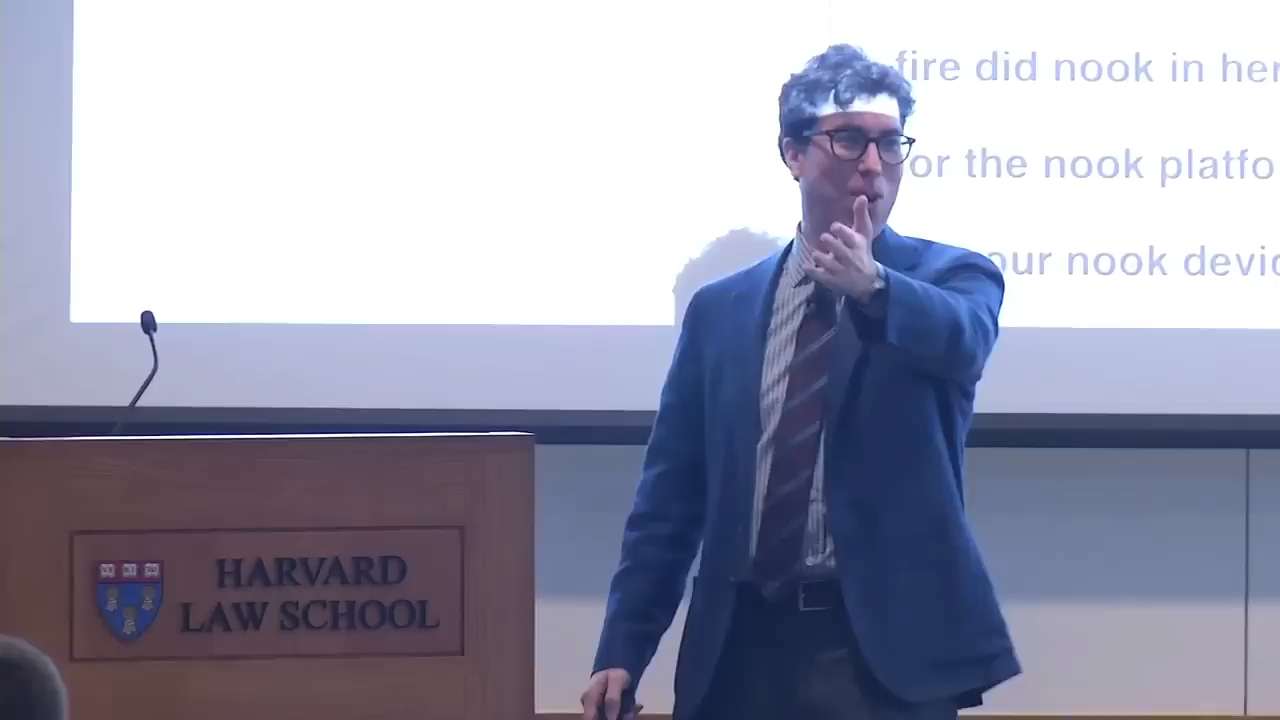 fire did nook in her
or the nook platfo
our nook devic
HARVARD
LAW SCHOOL